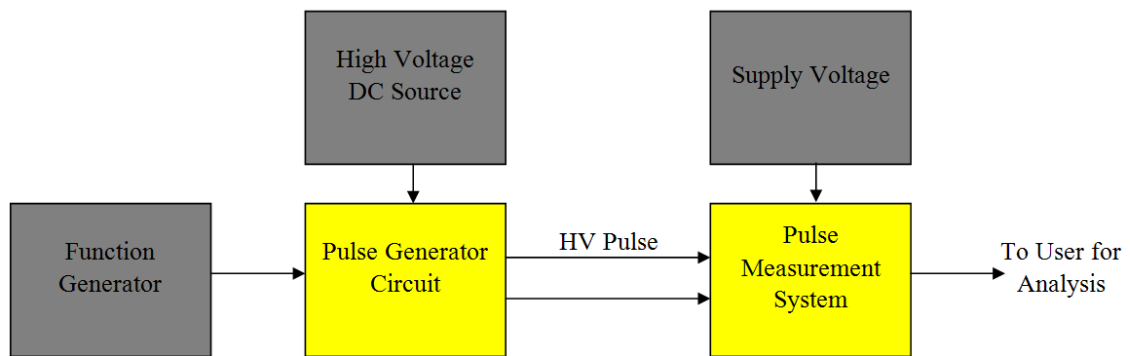 High Voltage
DC Source
Supply Voltage
Function
Generator
Pulse Generator
Circuit
HV Pulse
Pulse
Measurement
System
To User for
Analysis